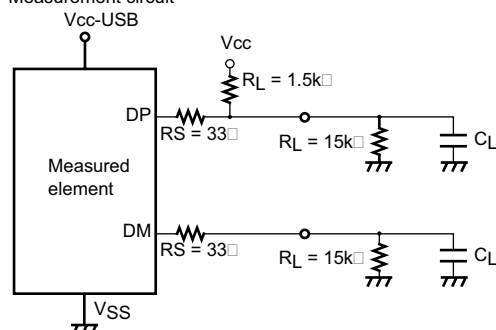 Measurement circuit
Vcc-USB
Vcc
RL = 1.5k□
DP
RS = 33□
RL = 15k□
CL
Measured
element
DM
RS = 33□
RL = 15k□
CL
VSS